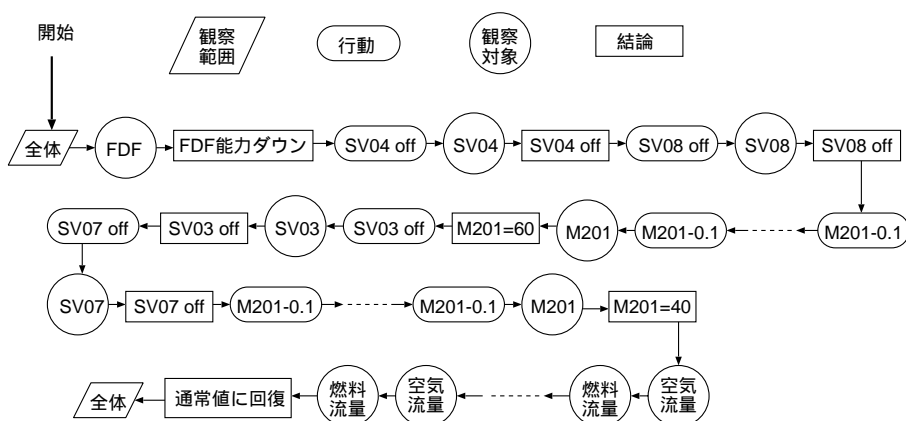 開始
観察
範囲
行動
観察
対象
結論
全体
FDF
FDF能力ダウン
SV04 off
SV04
SV04 off
SV08 off
SV08
SV08 off
M201-0.1
M201-0.1
M201
M201=60
SV03 off
SV03
SV03 off
SV07 off
SV07
SV07 off
M201-0.1
M201-0.1
M201
M201=40
空気
流量
燃料
流量
空気
流量
燃料
流量
通常値に回復
全体